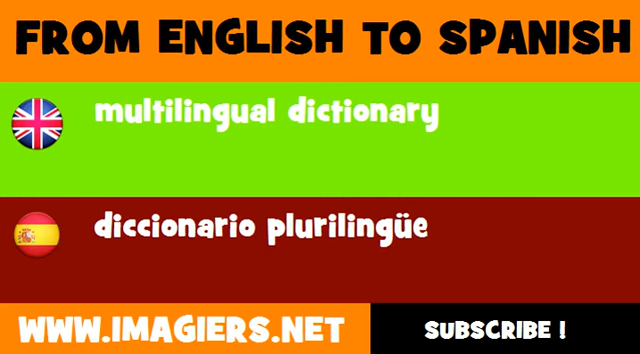 FROM ENGLISH TO SPANISH
multilingual dictionary
diccionario plurilingüe
WWW.IMAGIERS.NET
SUBSCRIBE !